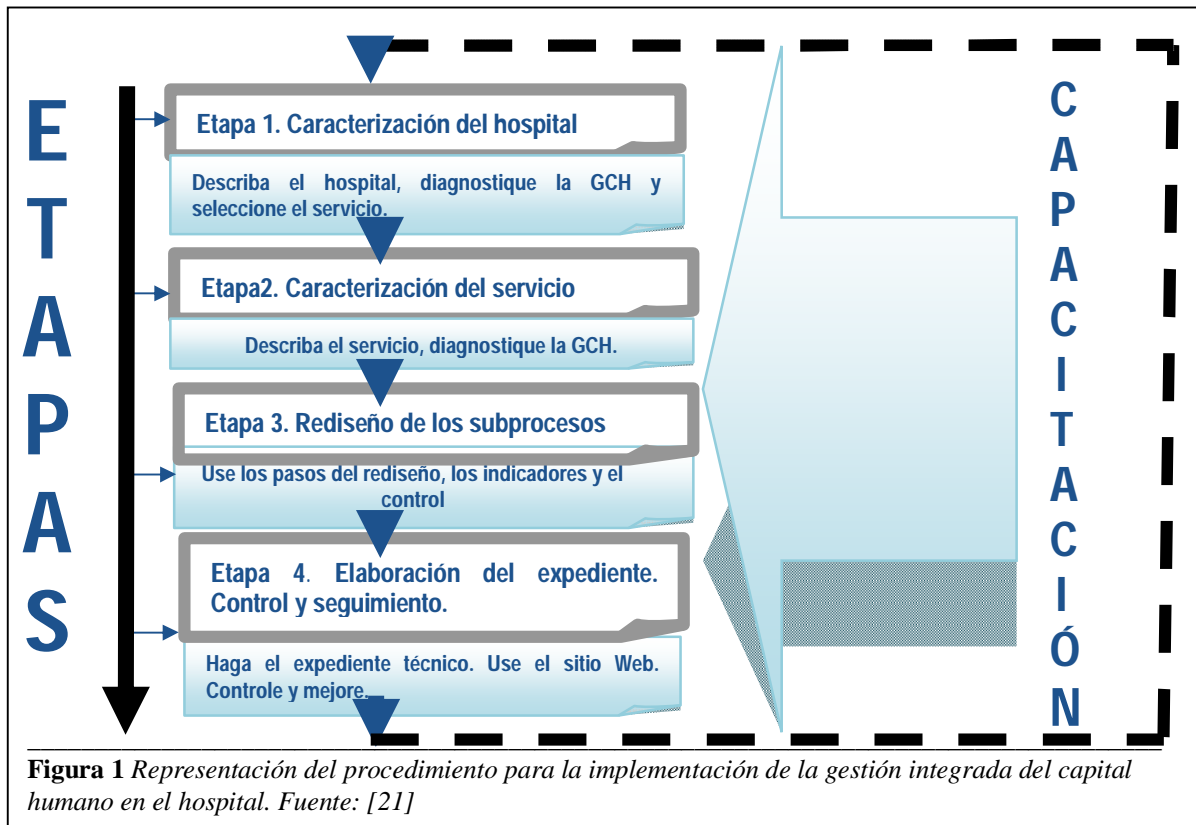 ETAPAS
Etapa 1. Caracterización del hospital
Describa el hospital, diagnostique la GCH y
seleccione el servicio.
Etapa2. Caracterización del servicio
Describa el servicio, diagnostique la GCH.
Etapa 3. Rediseño de los subprocesos
Use los pasos del rediseño, los indicadores y el
control
Etapa 4. Elaboración del expediente.
Control y seguimiento.
Haga el expediente técnico. Use el sitio Web.
Controle y mejore.
CAPACITACIÓN
Figura 1 Representación del procedimiento para la implementación de la gestión integrada del capital
humano en el hospital. Fuente: [21]